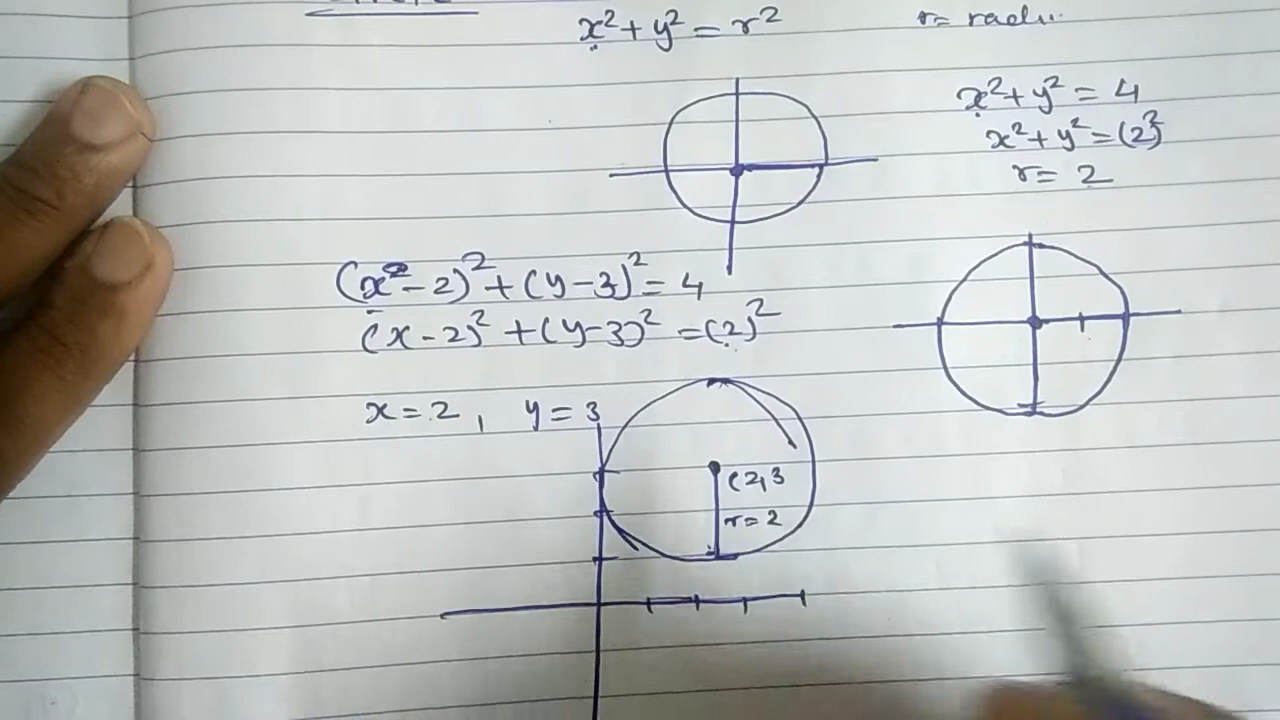 x² + y² = r²
r = radi
x² + y² = 4
x² + y² = (2)²
r = 2
(x² - 2)² + (y - 3)² = 4
(x - 2)² + (y - 3)² = (2)²
x = 2, y = 3
(2,3
r = 2